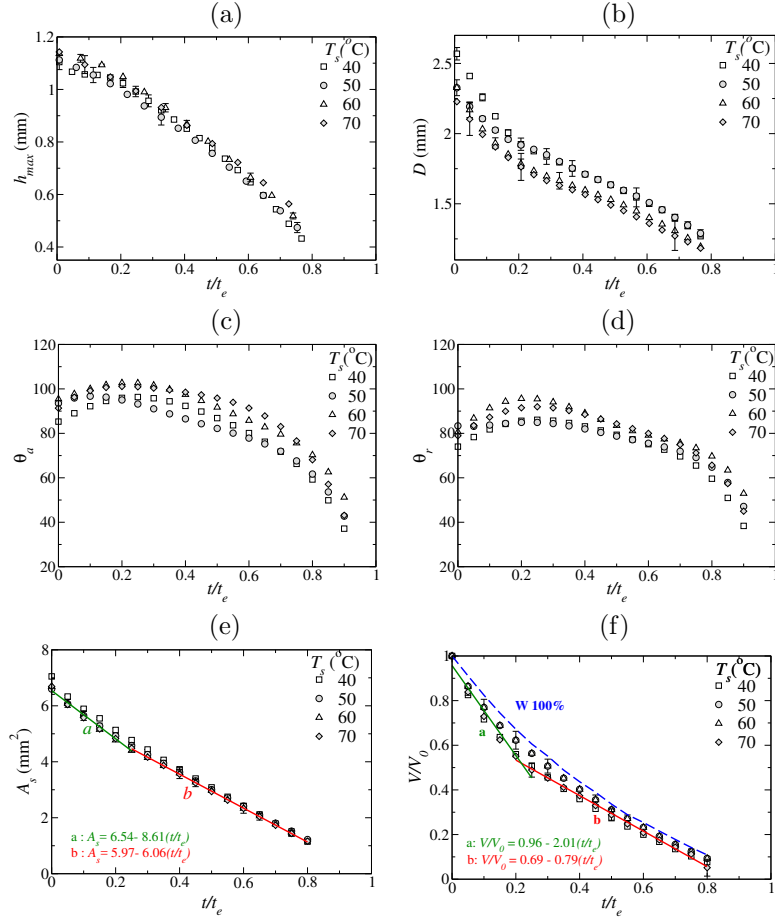 (a)
(b)
T_s(°C)
40
50
60
70
h_max (mm)
1.2
1
0.8
0.6
0.4
0 0.2 0.4 0.6 0.8 1
t/t_e
T_s(°C)
40
50
60
70
D (mm)
2.5
2
1.5
0 0.2 0.4 0.6 0.8 1
t/t_e
(c)
(d)
T_s(°C)
40
50
60
70
θ_a
120
100
80
60
40
20
0 0.2 0.4 0.6 0.8 1
t/t_e
T_s(°C)
40
50
60
70
θ_r
120
100
80
60
40
20
0 0.2 0.4 0.6 0.8 1
t/t_e
(e)
(f)
T_s (°C)
40
50
60
70
A_s (mm²)
8
6
4
2
0
a
b
a : A_s= 6.54- 8.61(t/t_e)
b : A_s= 5.97- 6.06(t/t_e)
0 0.2 0.4 0.6 0.8 1
t/t_e
T_s(°C)
40
50
60
70
V/V_0
1
0.8
0.6
0.4
0.2
0
W 100%
a
b
a: V/V_0 = 0.96 - 2.01(t/t_e)
b: V/V_0 = 0.69 - 0.79(t/t_e)
0 0.2 0.4 0.6 0.8 1
t/t_e